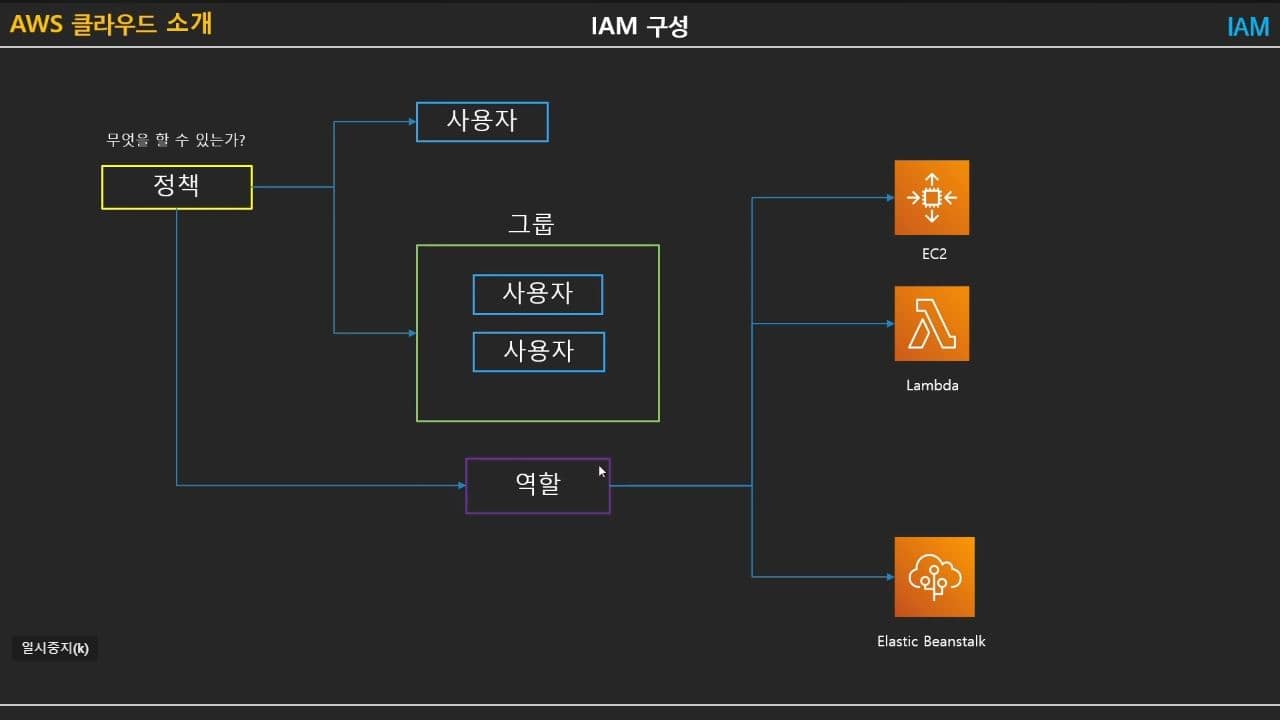 AWS 클라우드 소개
IAM 구성
IAM
무엇을 할 수 있는가?
정책
사용자
그룹
사용자
사용자
역할
EC2
Lambda
Elastic Beanstalk
일시중지(k)